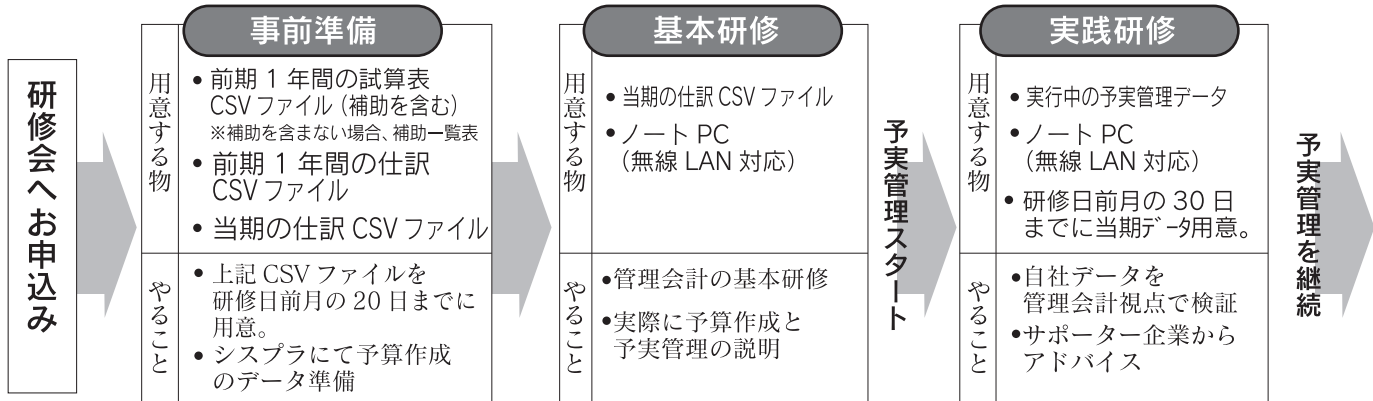 研修会へお申込み
事前準備
用意する物
• 前期 1 年間の試算表
CSV ファイル（補助を含む）
※補助を含まない場合、補助一覧表
• 前期 1 年間の仕訳
CSV ファイル
• 当期の仕訳 CSV ファイル
やること
• 上記 CSV ファイルを
研修日前月の 20 日までに
用意。
• シスプラにて予算作成
のデータ準備
基本研修
用意する物
• 当期の仕訳 CSV ファイル
• ノート PC
（無線 LAN 対応）
やること
•管理会計の基本研修
•実際に予算作成と
予実管理の説明
予実管理スタート
実践研修
用意する物
• 実行中の予実管理データ
• ノート PC
（無線 LAN 対応）
• 研修日前月の 30 日
までに当期ﾃﾞｰﾀ用意。
やること
•自社データを
管理会計視点で検証
•サポーター企業から
アドバイス
予実管理を継続